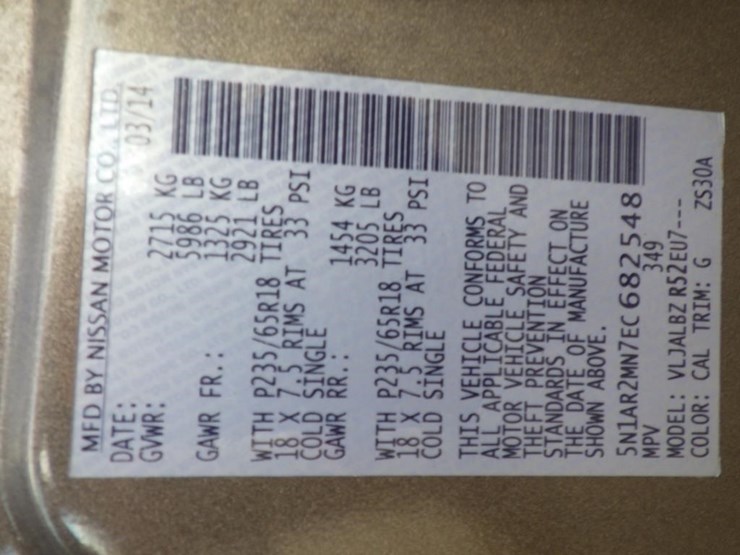 MFD BY NISSAN MOTOR CO., LTD.
DATE: 03/14
GVWR: 2715 KG
5986 LB
GAWR FR.: 1325 KG
2921 LB
WITH P235/65R18 TIRES
18 X 7.5 RIMS AT 33 PSI
COLD SINGLE
GAWR RR.: 1454 KG
3205 LB
WITH P235/65R18 TIRES
18 X 7.5 RIMS AT 33 PSI
COLD SINGLE
THIS VEHICLE CONFORMS TO
ALL APPLICABLE FEDERAL
MOTOR VEHICLE SAFETY AND
THEFT PREVENTION
STANDARDS IN EFFECT ON
THE DATE OF MANUFACTURE
SHOWN ABOVE.
5N1AR2MN7EC682548
MPV 349
MODEL: VLJALBZ R52EU7---
COLOR: CAL TRIM: G ZS30A